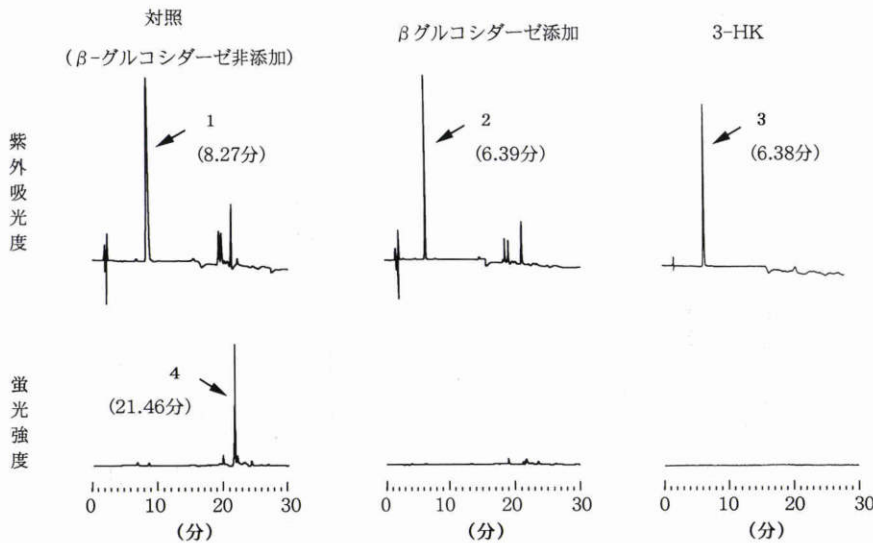 対照
(β-グルコシダーゼ非添加)
βグルコシダーゼ添加
3-HK
紫外吸光度
1
(8.27分)
2
(6.39分)
3
(6.38分)
蛍光強度
4
(21.46分)
0 10 20 30
(分)
0 10 20 30
(分)
0 10 20 30
(分)